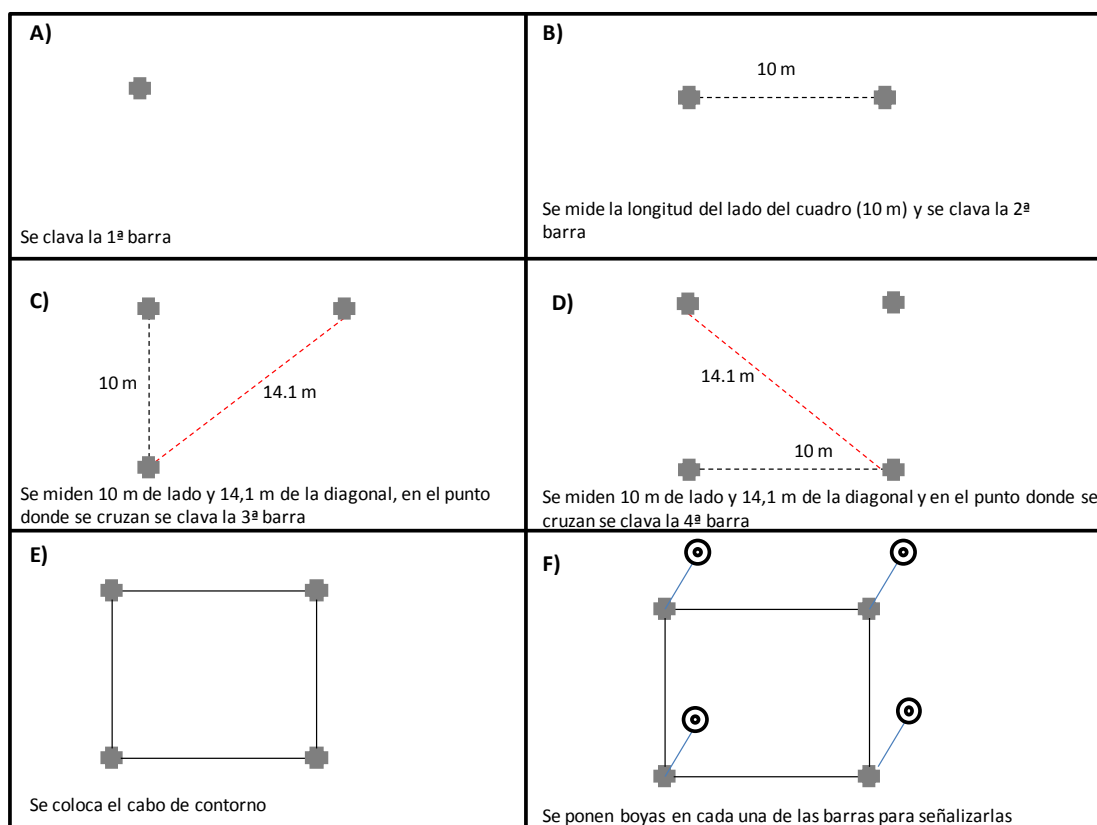 A)
Se clava la 1ª barra
B)
10 m
Se mide la longitud del lado del cuadro (10 m) y se clava la 2ª
barra
C)
10 m
14.1 m
Se miden 10 m de lado y 14,1 m de la diagonal, en el punto
donde se cruzan se clava la 3ª barra
D)
14.1 m
10 m
Se miden 10 m de lado y 14,1 m de la diagonal y en el punto donde se
cruzan se clava la 4ª barra
E)
Se coloca el cabo de contorno
F)
Se ponen boyas en cada una de las barras para señalizarlas